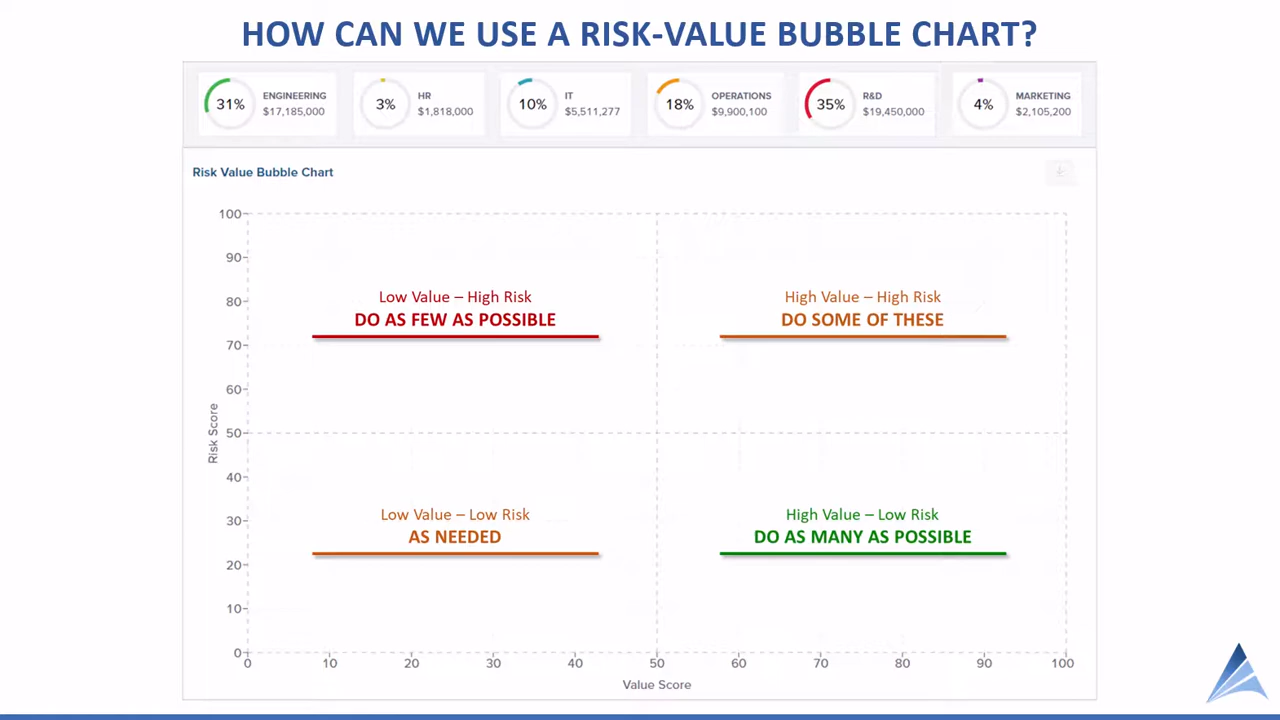 HOW CAN WE USE A RISK-VALUE BUBBLE CHART?
31%
ENGINEERING
$17,185,000
3%
HR
$1,818,000
10%
IT
$5,511,277
18%
OPERATIONS
$9,900,100
35%
R&D
$19,450,000
4%
MARKETING
$2,105,200
Risk Value Bubble Chart
100
90
80
70
60
50
40
30
20
10
0
Risk Score
Low Value – High Risk
DO AS FEW AS POSSIBLE
High Value – High Risk
DO SOME OF THESE
Low Value – Low Risk
AS NEEDED
High Value – Low Risk
DO AS MANY AS POSSIBLE
0 10 20 30 40 50 60 70 80 90 100
Value Score